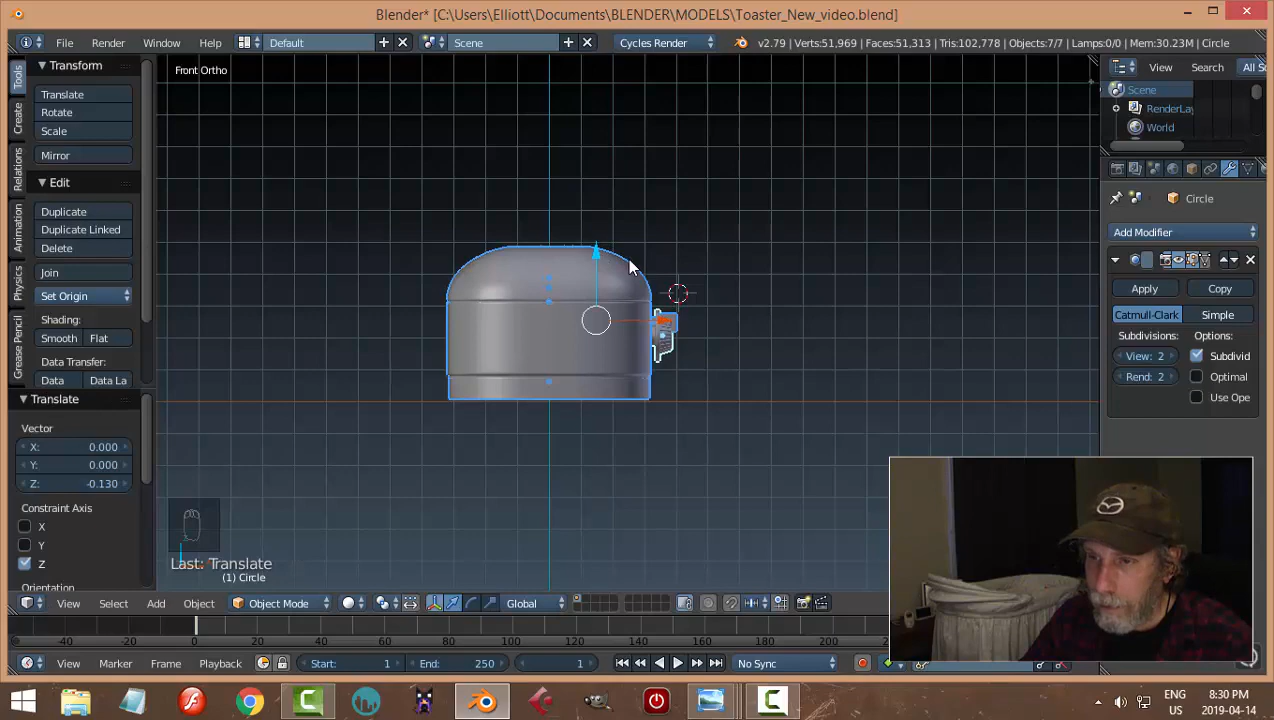 Blender* [C:\Users\Elliott\Documents\BLENDER\MODELS\Toaster_New_video.blend]
File Render Window Help Default Scene Cycles Render v2.79 | Verts:51,969 | Faces:51,313 | Tris:102,778 | Objects:7/7 | Lamps:0/0 | Mem:30.23M | Circle
Tools
Create
Relations
Animation
Physics
Grease Pencil
Transform
Translate
Rotate
Scale
Mirror
Edit
Duplicate
Duplicate Linked
Delete
Join
Set Origin
Shading:
Smooth Flat
Data Transfer:
Data Data La
Translate
Vector
X: 0.000
Y: 0.000
Z: -0.130
Constraint Axis
X
Y
Z
Orientation
Front Ortho
Last: Translate
(1) Circle
View Search All S
Scene
RenderLay
World
Circle
Add Modifier
Apply Copy
Catmull-Clark Simple
Subdivisions: Options:
View: 2 Subdivid
Rend: 2 Optimal
Use Ope
View Select Add Object Object Mode Global
-40 -20 0 20 40 60 80 100 120 140 160 180 200
View Marker Frame Playback Start: 1 End: 250 1 No Sync
ENG 8:30 PM
US 2019-04-14